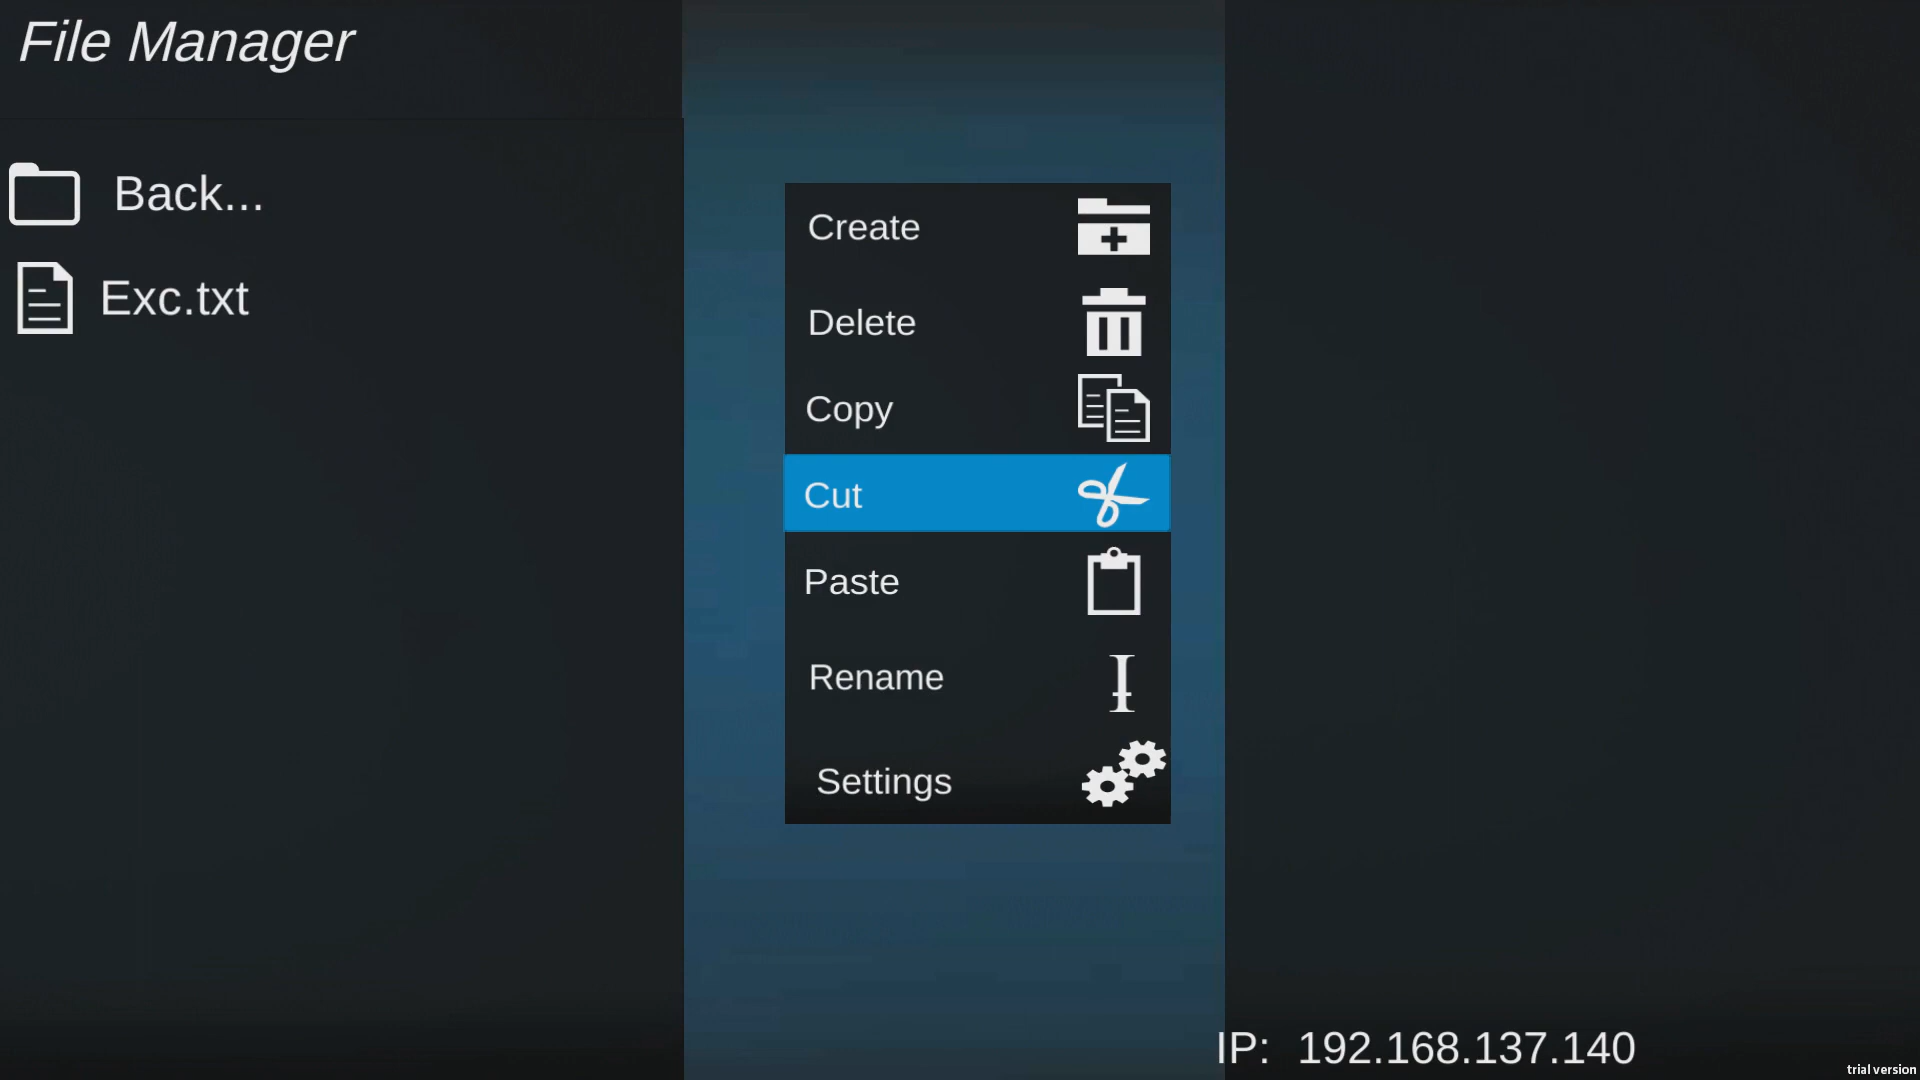 File Manager
Back...
Exc.txt
Create
Delete
Copy
Cut
Paste
Rename
Settings
IP: 192.168.137.140
trial version